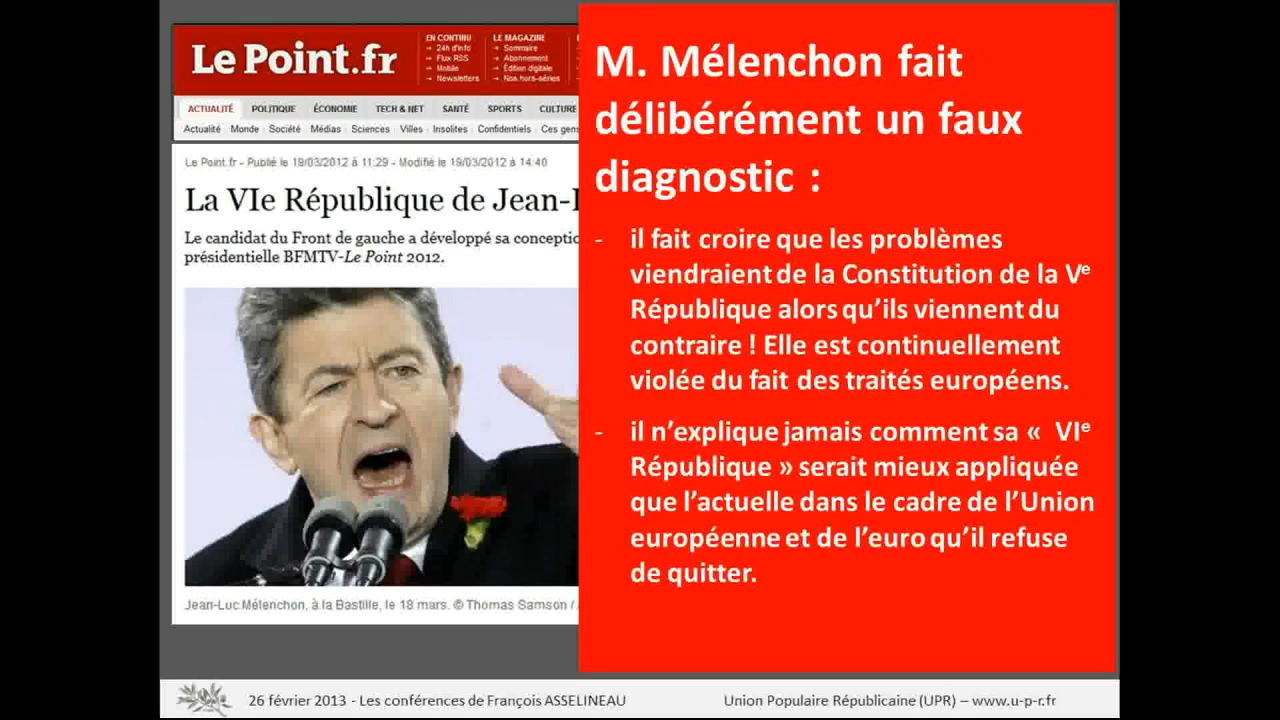 Le Point.fr
EN CONTINU
→ 24h d'info
→ Flux RSS
→ Mobile
→ Newsletters
LE MAGAZINE
→ Sommaire
→ Abonnement
→ Édition digitale
→ Nos hors-séries
ACTUALITÉ POLITIQUE ÉCONOMIE TECH & NET SANTÉ SPORTS CULTURE
Actualité Monde Société Médias Sciences Villes Insolites Confidentiels Ces gens
Le Point.fr - Publié le 19/03/2012 à 11:29 - Modifié le 19/03/2012 à 14:40
La VIe République de Jean-
Le candidat du Front de gauche a développé sa conceptio
présidentielle BFMTV-Le Point 2012.
Jean-Luc Mélenchon, à la Bastille, le 18 mars. © Thomas Samson /
M. Mélenchon fait
délibérément un faux
diagnostic :
- il fait croire que les problèmes
viendraient de la Constitution de la Ve
République alors qu'ils viennent du
contraire ! Elle est continuellement
violée du fait des traités européens.
- il n'explique jamais comment sa « VIe
République » serait mieux appliquée
que l'actuelle dans le cadre de l'Union
européenne et de l'euro qu'il refuse
de quitter.
26 février 2013 - Les conférences de François ASSELINEAU
Union Populaire Républicaine (UPR) – www.u-p-r.fr